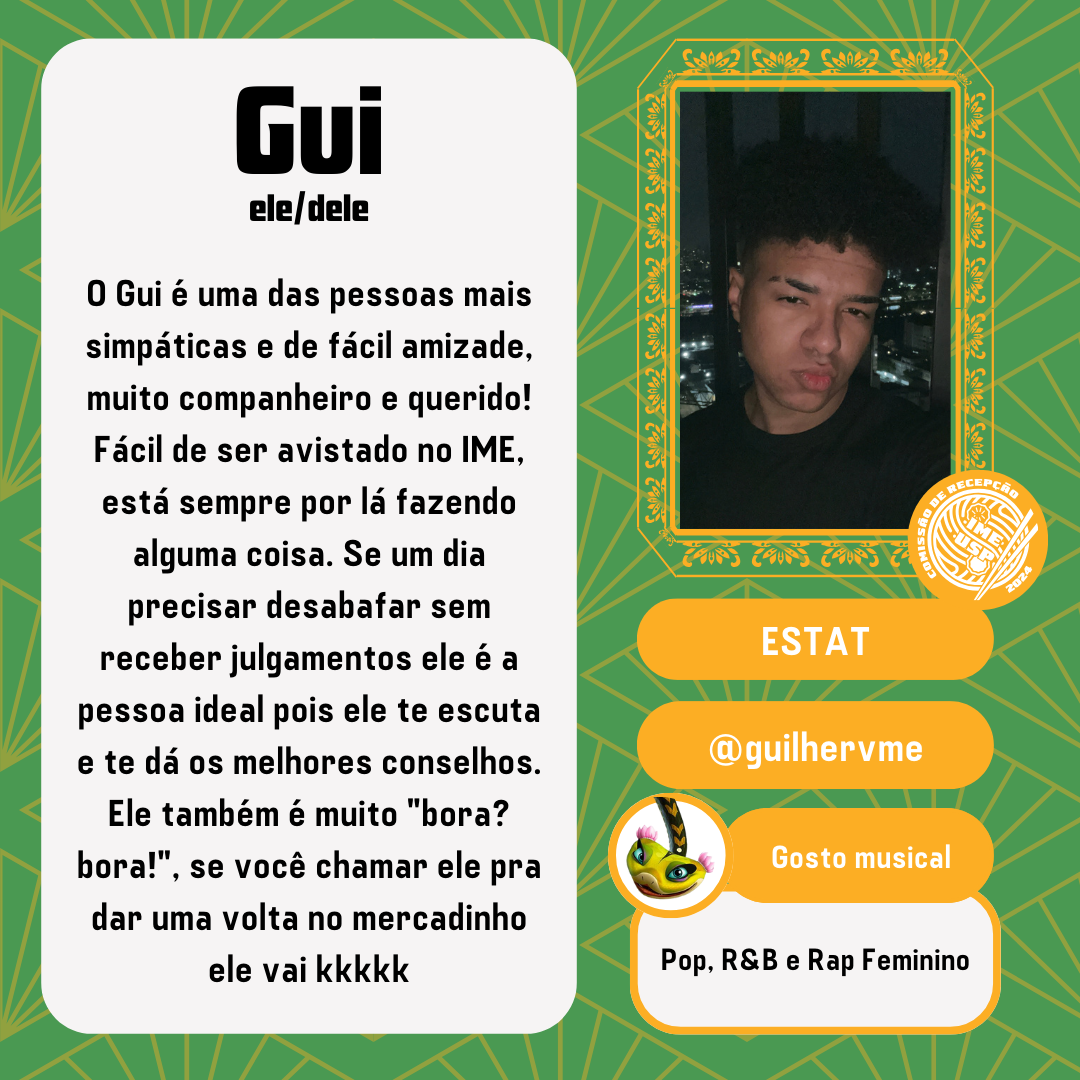 Gui
ele/dele
O Gui é uma das pessoas mais
simpáticas e de fácil amizade,
muito companheiro e querido!
Fácil de ser avistado no IME,
está sempre por lá fazendo
alguma coisa. Se um dia
precisar desabafar sem
receber julgamentos ele é a
pessoa ideal pois ele te escuta
e te dá os melhores conselhos.
Ele também é muito "bora?
bora!", se você chamar ele pra
dar uma volta no mercadinho
ele vai kkkkk
COMISSÃO DE RECEPÇÃO
IME
USP
2024
ESTAT
@guilhervme
Gosto musical
Pop, R&B e Rap Feminino